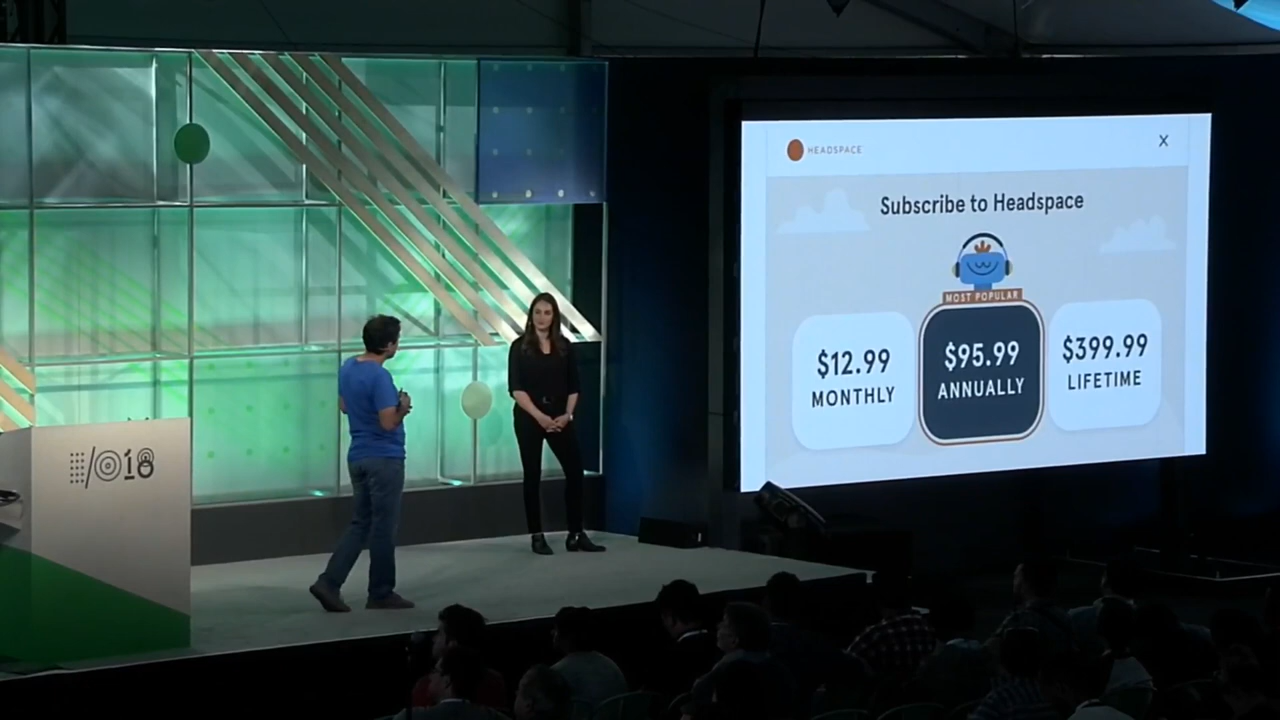 I/O18
HEADSPACE
X
Subscribe to Headspace
MOST POPULAR
$12.99
MONTHLY
$95.99
ANNUALLY
$399.99
LIFETIME